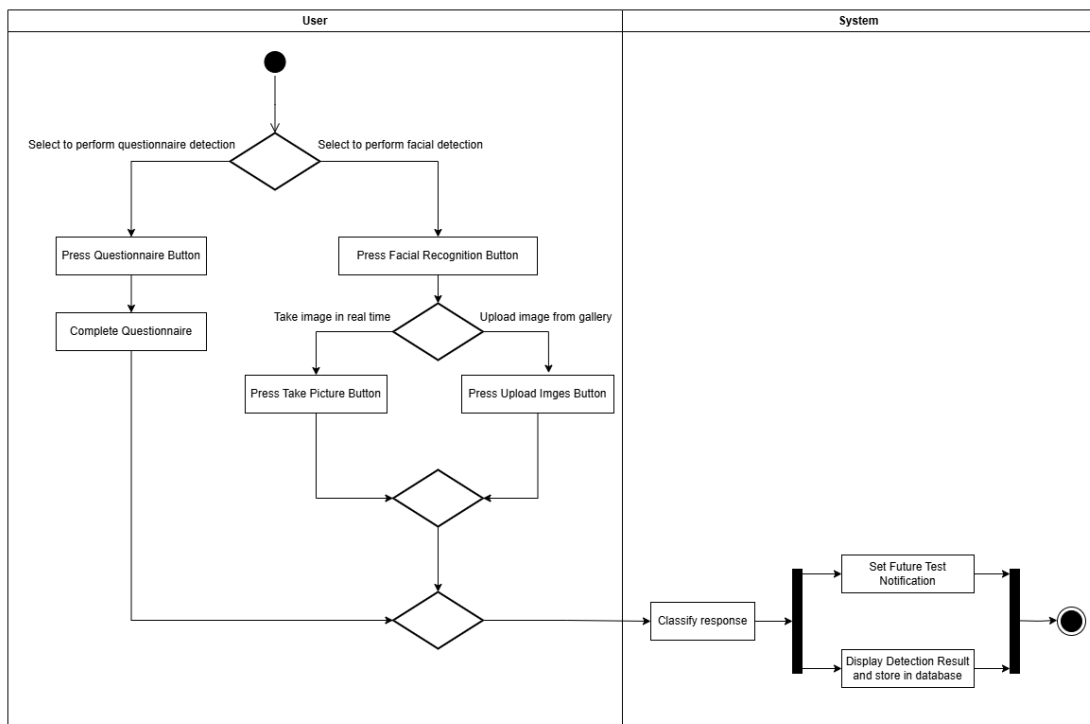 User
System
Select to perform questionnaire detection
Select to perform facial detection
Press Questionnaire Button
Press Facial Recognition Button
Complete Questionnaire
Take image in real time
Upload image from gallery
Press Take Picture Button
Press Upload Imges Button
Set Future Test
Notification
Classify response
Display Detection Result
and store in database